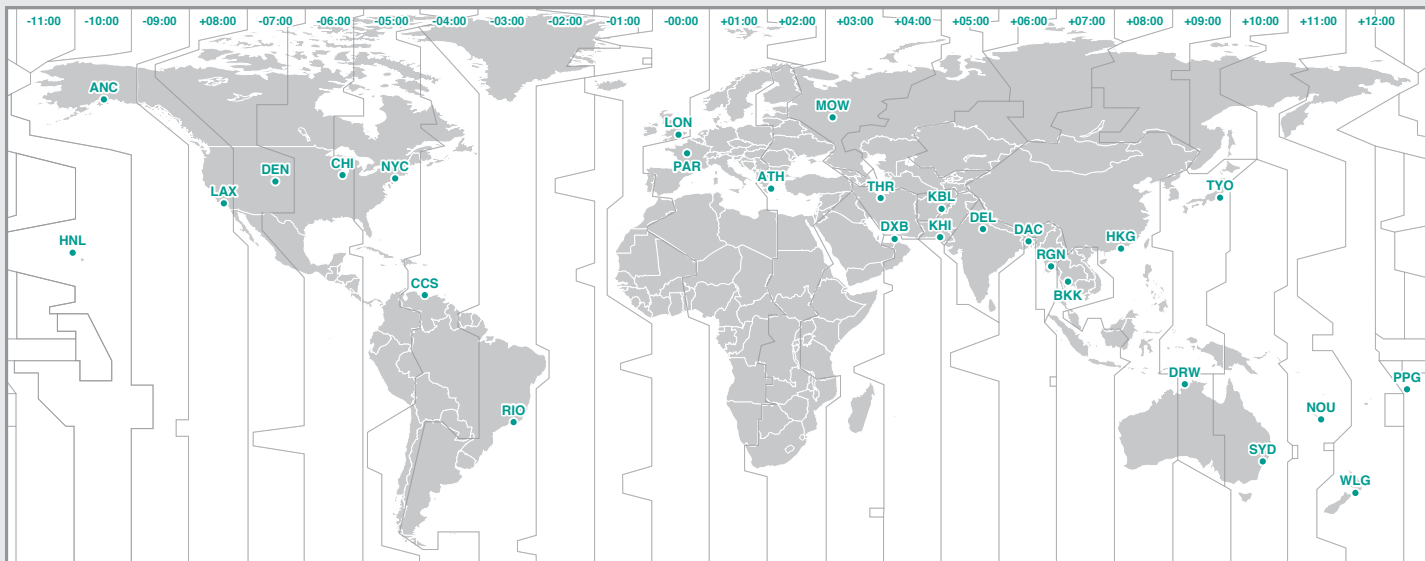 -11:00 -10:00 -09:00 +08:00 -07:00 -06:00 -05:00 -04:00 -03:00 -02:00 -01:00 -00:00 +01:00 +02:00 +03:00 +04:00 +05:00 +06:00 +07:00 +08:00 +09:00 +10:00 +11:00 +12:00
ANC
MOW
LON
CHI
NYC
DEN
PAR
ATH
LAX
THR
TYO
KBL
DEL
HNL
DXB
KHI
DAC
HKG
RGN
CCS
BKK
DRW
PPG
RIO
NOU
SYD
WLG